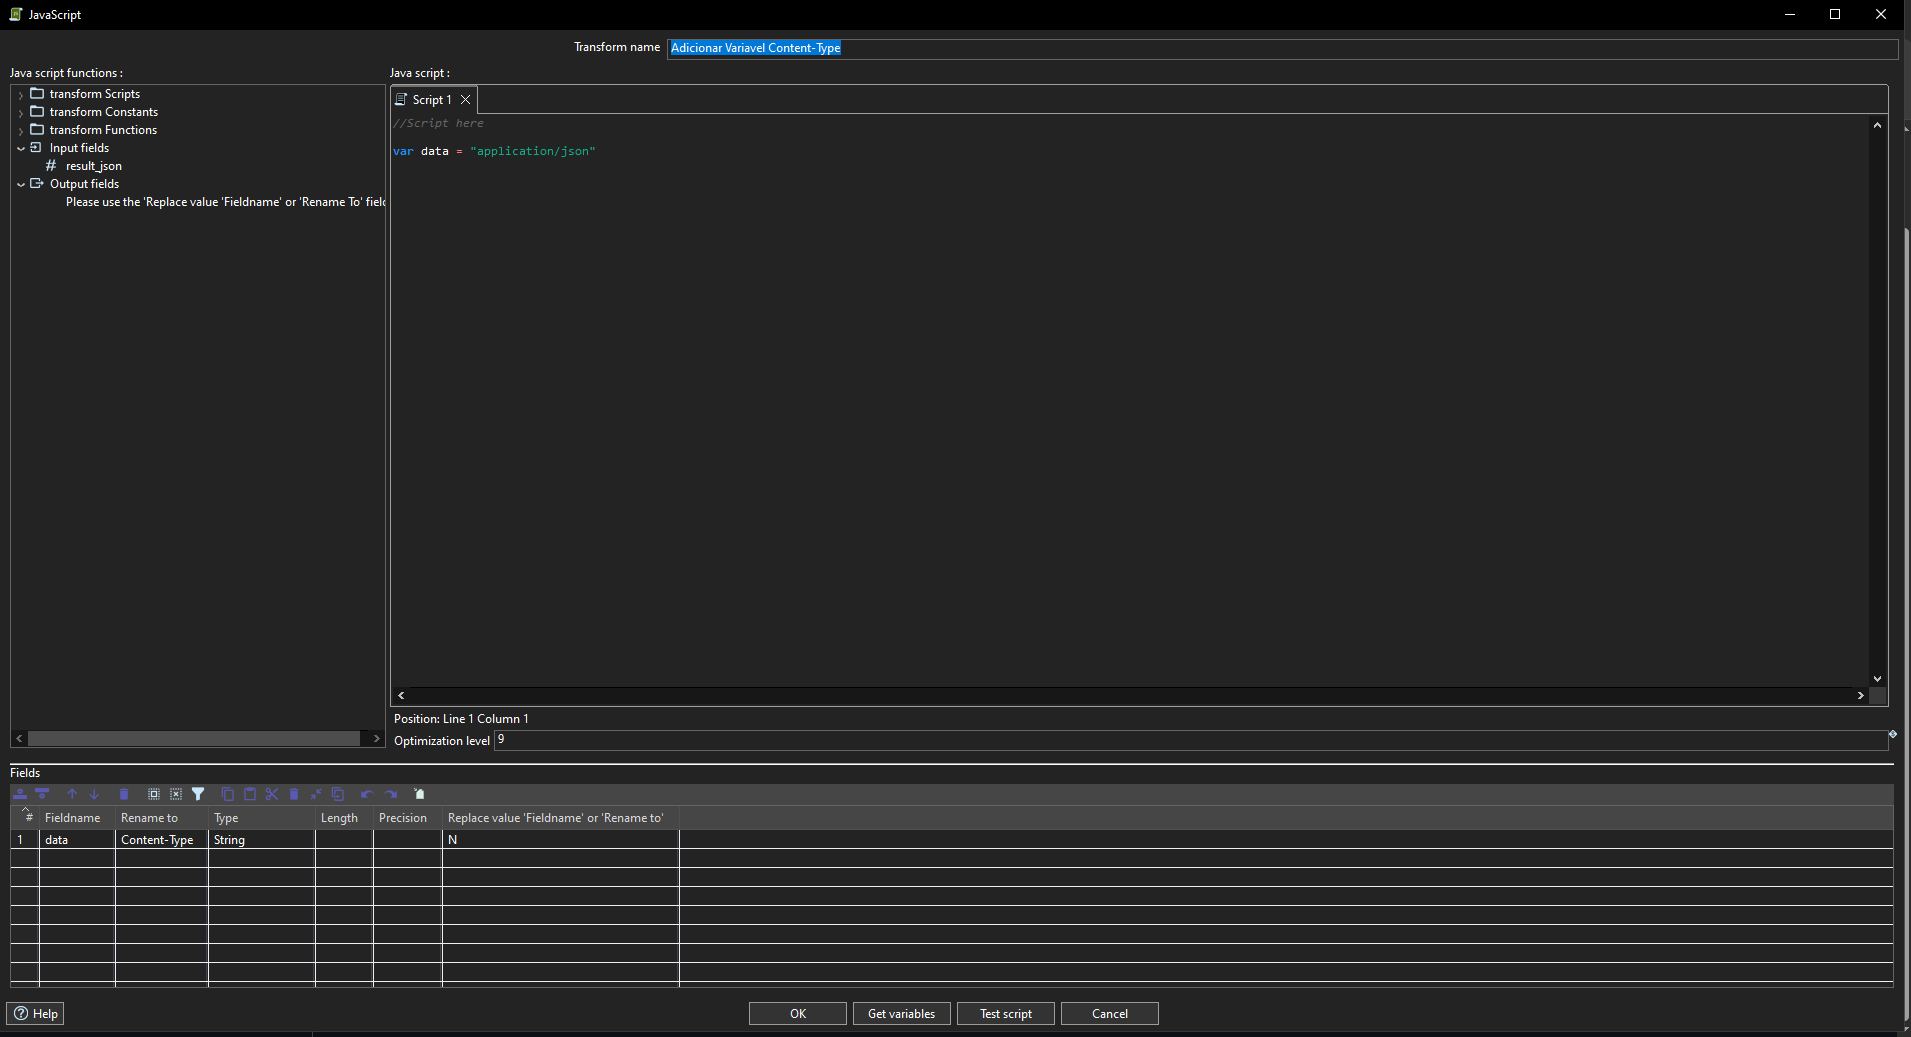 JavaScript
Transform name Adicionar Variavel Content-Type
Java script functions :
Java script :
transform Scripts
transform Constants
transform Functions
Input fields
result_json
Output fields
Please use the 'Replace value 'Fieldname' or 'Rename To' field
Script 1
//Script here
var data = "application/json"
Position: Line 1 Column 1
Optimization level 9
Fields
# Fieldname Rename to Type Length Precision Replace value 'Fieldname' or 'Rename to'
1 data Content-Type String N
Help OK Get variables Test script Cancel